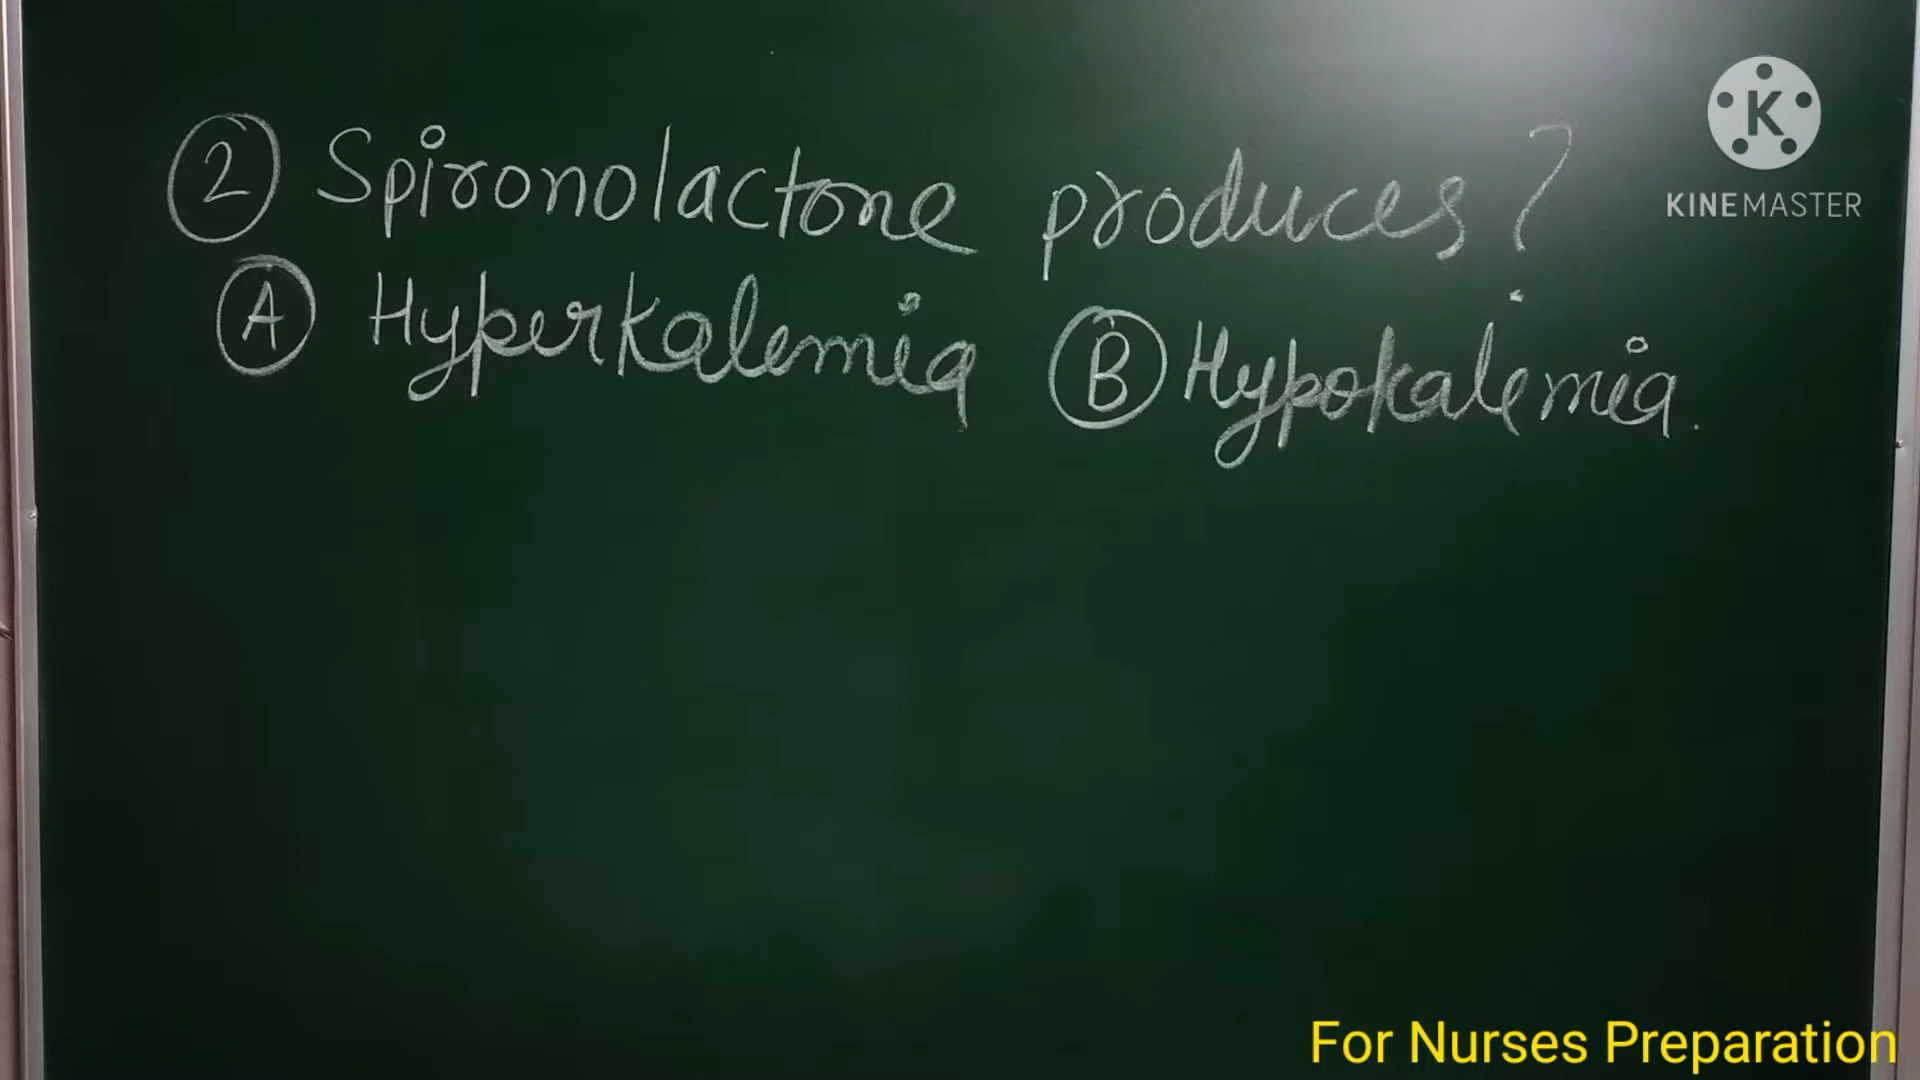 ② Spironolactone produces?
Ⓐ Hyperkalemia Ⓑ Hypokalemia.
K
KINEMASTER
For Nurses Preparation